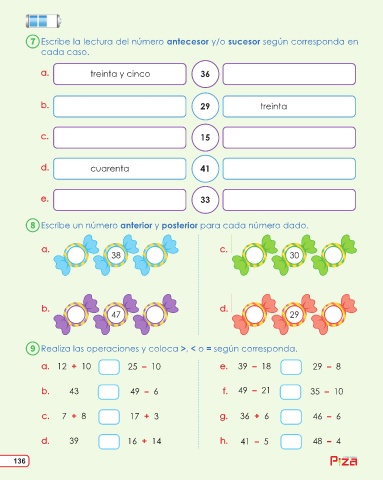 7 Escribe la lectura del número antecesor y/o sucesor según corresponda en
cada caso.
a. treinta y cinco 36
b. 29 treinta
c. 15
d. cuarenta 41
e. 33
8 Escribe un número anterior y posterior para cada número dado.
a. 38 c. 30
b. 47 d. 29
9 Realiza las operaciones y coloca >, < o = según corresponda.
a. 12 + 10 25 – 10 e. 39 – 18 29 – 8
b. 43 49 – 6 f. 49 – 21 35 – 10
c. 7 + 8 17 + 3 g. 36 + 6 46 – 6
d. 39 16 + 14 h. 41 – 5 48 – 4
136 Piza